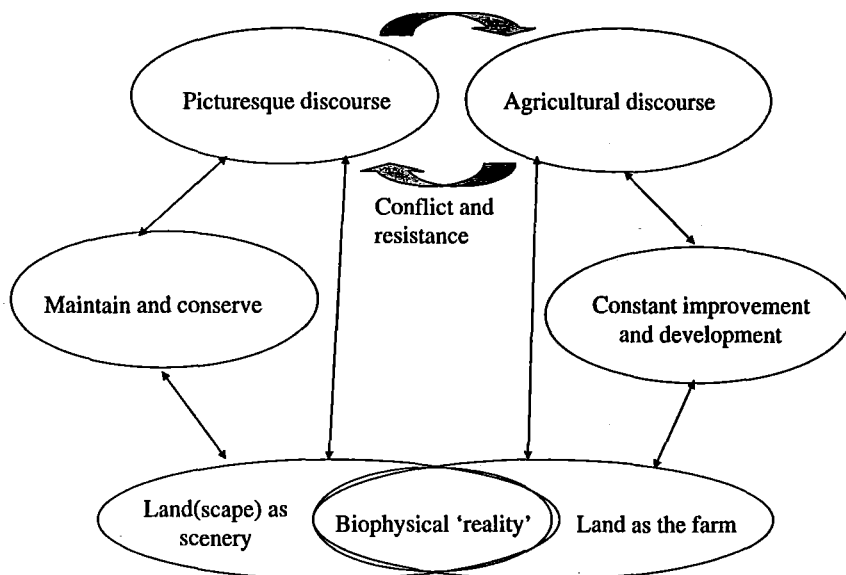 Picturesque discourse
Agricultural discourse
Conflict and
resistance
Maintain and conserve
Constant improvement
and development
Land(scape) as
scenery
Biophysical ‘reality’
Land as the farm